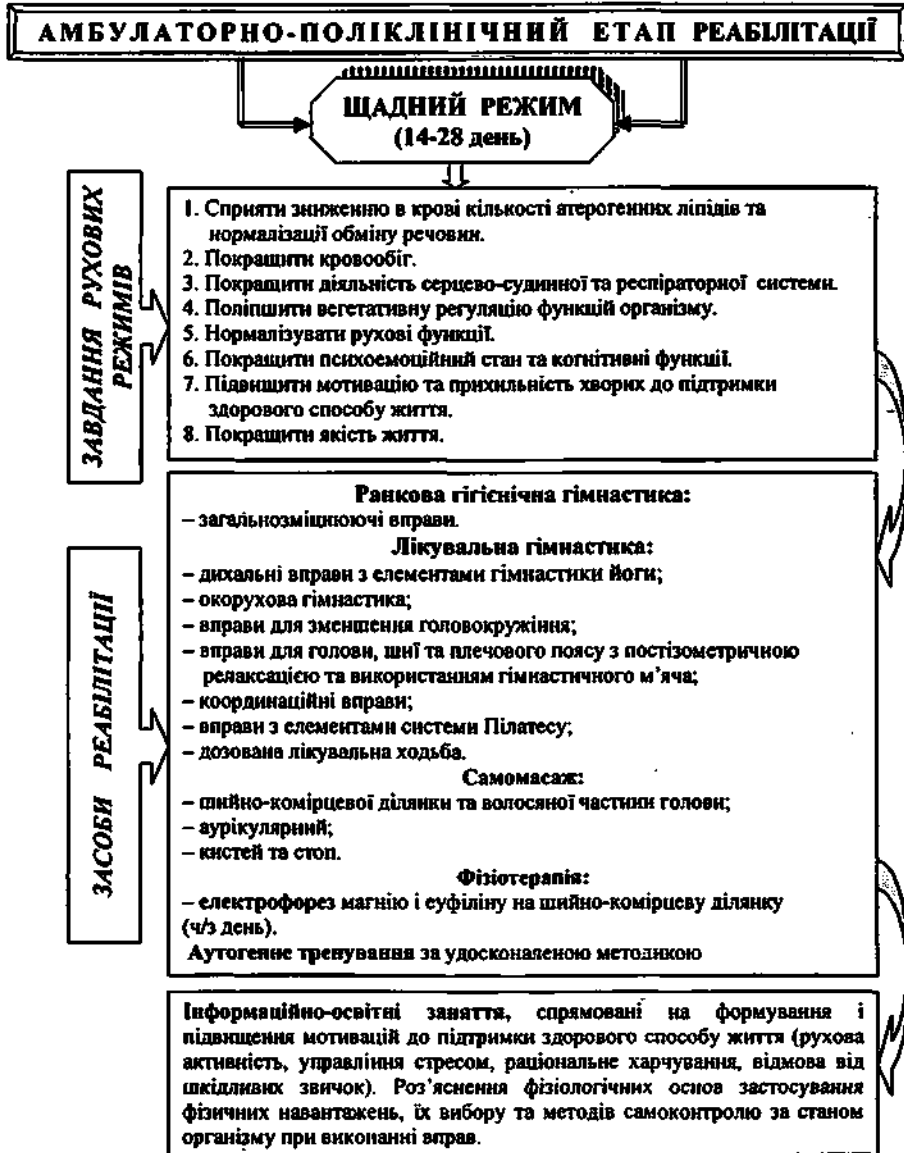 АМБУЛАТОРНО-ПОЛІКЛІНІЧНИЙ ЕТАП РЕАБІЛІТАЦІЇ
ЩАДНИЙ РЕЖИМ
(14-28 день)
ЗАВДАННЯ РУХОВИХ
РЕЖИМІВ
1. Сприяти зниженню в крові кількості атерогенних ліпідів та
нормалізації обміну речовин.
2. Покращити кровообіг.
3. Покращити діяльність серцево-судинної та респіраторної системи.
4. Поліпшити вегетативну регуляцію функцій організму.
5. Нормалізувати рухові функції.
6. Покращити психоемоційний стан та когнітивні функції.
7. Підвищити мотивацію та прихильність хворих до підтримки
здорового способу життя.
8. Покращити якість життя.
ЗАСОБИ РЕАБІЛІТАЦІЇ
Ранкова гігієнічна гімнастика:
– загальнозміцнюючі вправи.
Лікувальна гімнастика:
– дихальні вправи з елементами гімнастики йоги;
– окорухова гімнастика;
– вправи для зменшення головокружіння;
– вправи для голови, шиї та плечового поясу з постізометричною
релаксацією та використанням гімнастичного м’яча;
– координаційні вправи;
– вправи з елементами системи Пілатесу;
– дозована лікувальна ходьба.
Самомасаж:
– шийно-комірцевої ділянки та волосяної частини голови;
– аурікулярний;
– кистей та стоп.
Фізіотерапія:
– електрофорез магнію і еуфіліну на шийно-комірцеву ділянку
(ч/з день).
Аутогенне тренування за удосконаленою методикою
Інформаційно-освітні заняття, спрямовані на формування і
підвищення мотивацій до підтримки здорового способу життя (рухова
активність, управління стресом, раціональне харчування, відмова від
шкідливих звичок). Роз’яснення фізіологічних основ застосування
фізичних навантажень, їх вибору та методів самоконтролю за станом
організму при виконанні вправ.